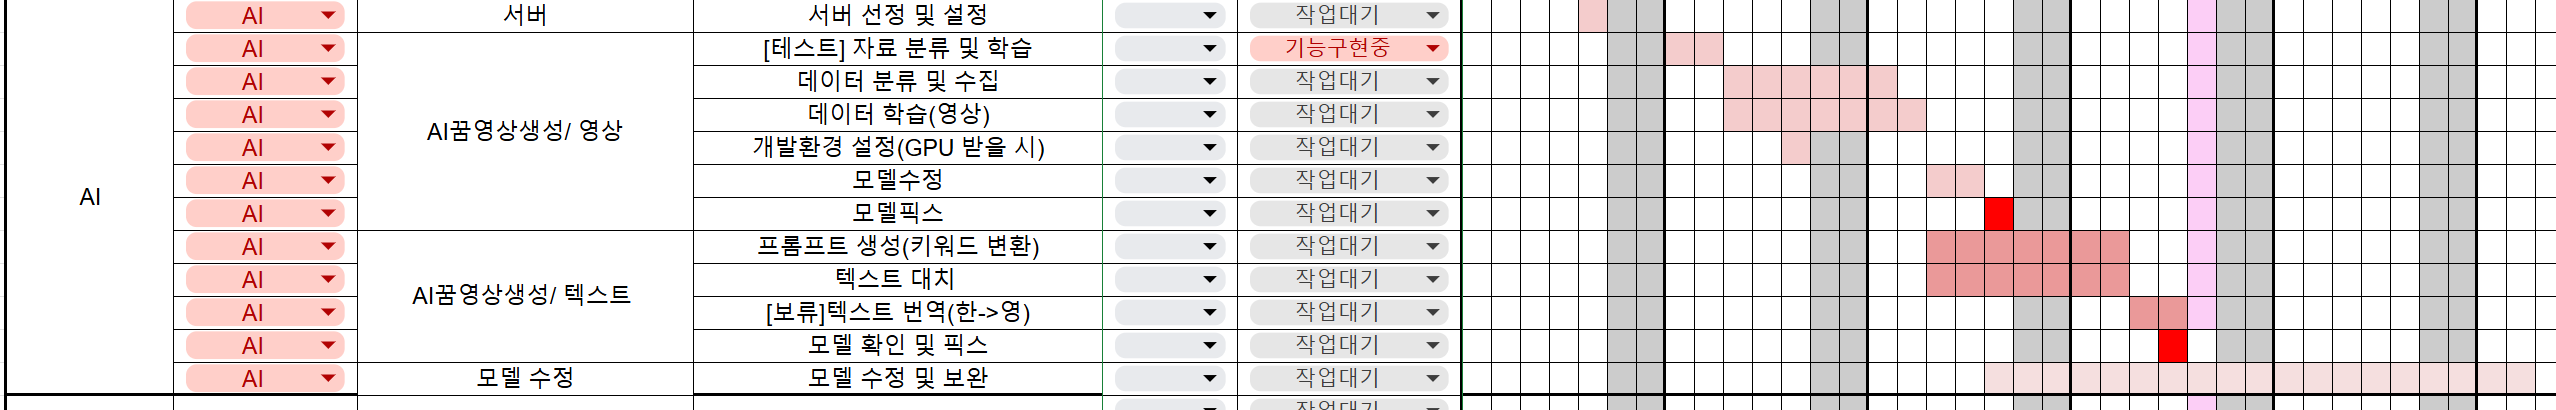 AI 서버 서버 선정 및 설정 작업대기
AI [테스트] 자료 분류 및 학습 기능구현중
AI 데이터 분류 및 수집 작업대기
AI 데이터 학습(영상) 작업대기
AI꿈영상생성/ 영상
AI 개발환경 설정(GPU 받을 시) 작업대기
AI 모델수정 작업대기
AI
AI 모델픽스 작업대기
AI 프롬프트 생성(키워드 변환) 작업대기
AI 텍스트 대치 작업대기
AI꿈영상생성/ 텍스트
AI [보류]텍스트 번역(한->영) 작업대기
AI 모델 확인 및 픽스 작업대기
AI 모델 수정 모델 수정 및 보완 작업대기
작업대기